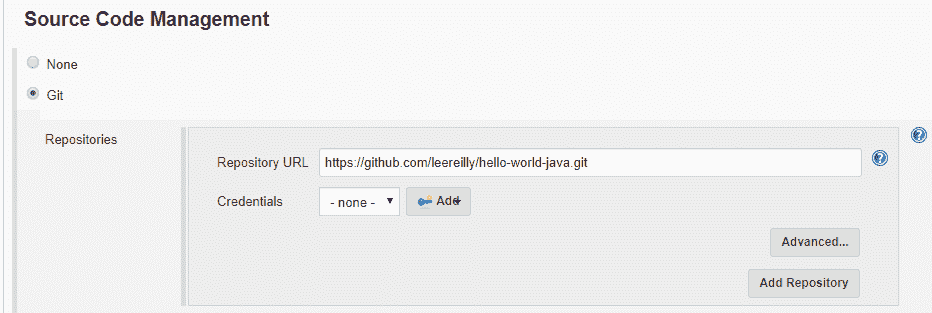 Source Code Management
None
Git
Repositories
Repository URL https://github.com/leereilly/hello-world-java.git
Credentials - none - Add
Advanced...
Add Repository